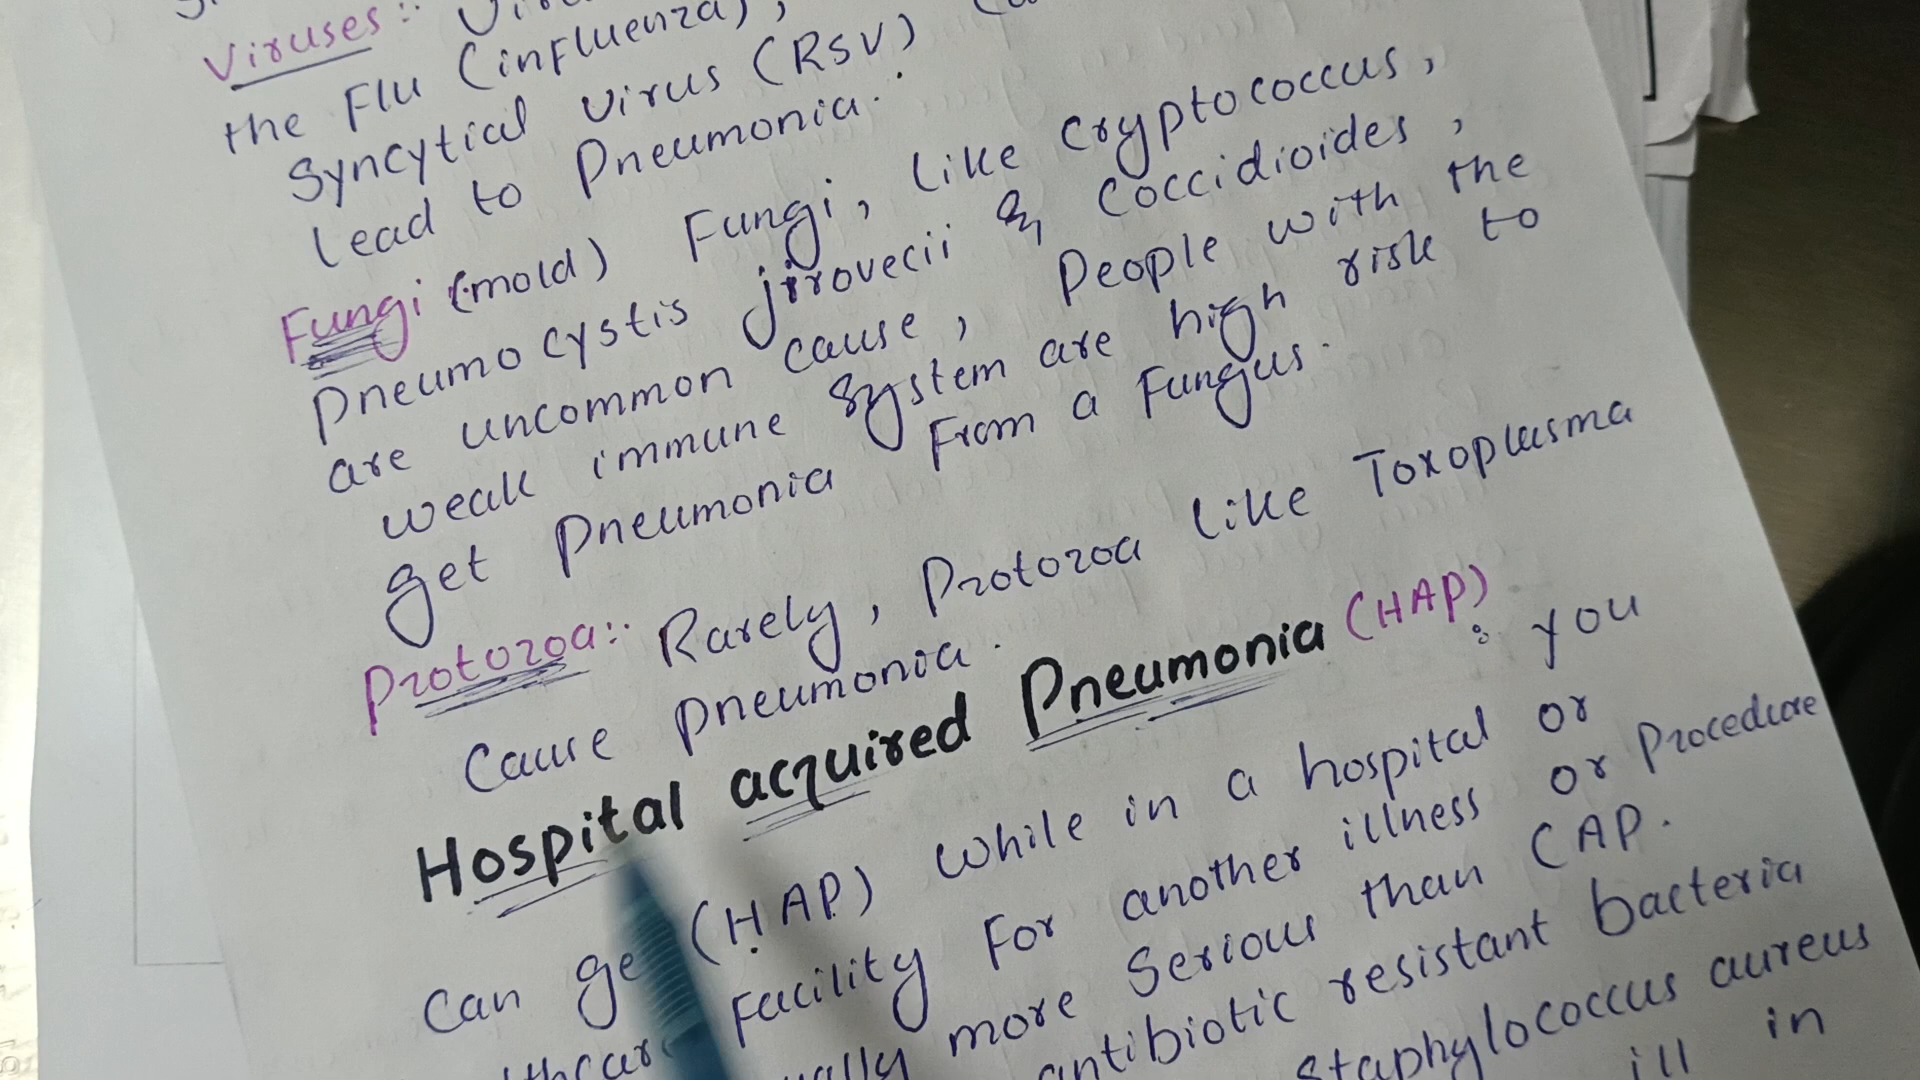 Viruses:
the Flu (influenza),
Syncytial virus (RSV)
lead to Pneumonia.
Fungi (mold) Fungi, like Cryptococcus,
Pneumocystis jirovecii & Coccidioides,
are uncommon cause, People with the
weak immune system are high risk to
get Pneumonia From a Fungus.
Protozoa:: Rarely, Protozoa like Toxoplasma
Cause Pneumonia.
Hospital acquired Pneumonia (HAP) : you
Can (HAP) while in a hospital or
facility For another illness or Procedure
more Serious than CAP.
antibiotic resistant bacteria
Staphylococcus aureus
ill in